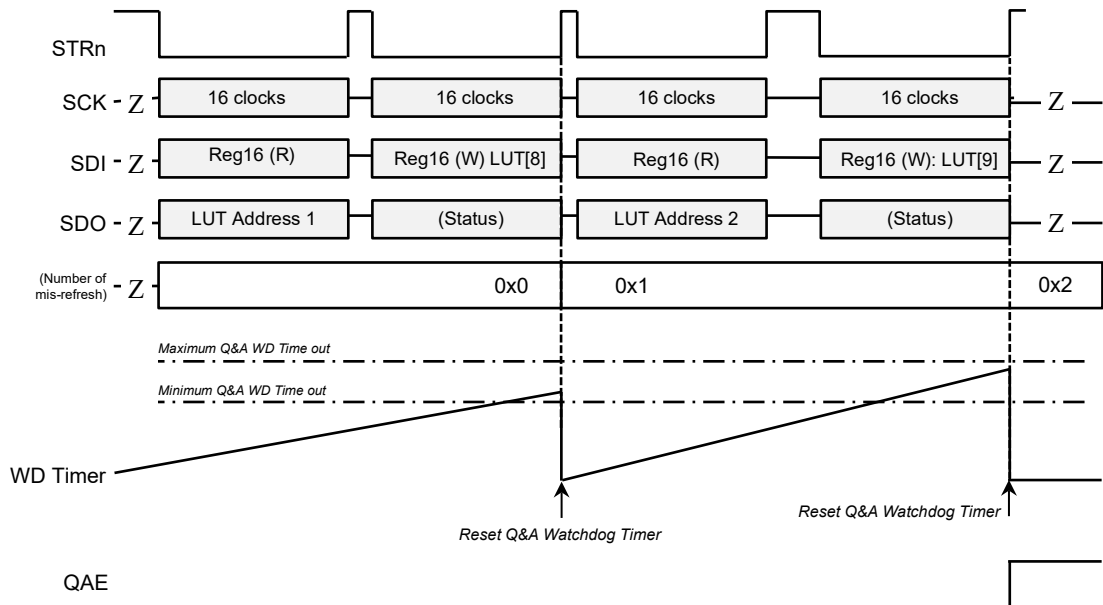 STRn
SCK Z 16 clocks 16 clocks 16 clocks 16 clocks Z
SDI Z Reg16 (R) Reg16 (W) LUT[8] Reg16 (R) Reg16 (W): LUT[9] Z
SDO Z LUT Address 1 (Status) LUT Address 2 (Status) Z
(Number of
mis-refresh) Z 0x0 0x1 0x2
Maximum Q&A WD Time out
Minimum Q&A WD Time out
WD Timer
Reset Q&A Watchdog Timer
Reset Q&A Watchdog Timer
QAE